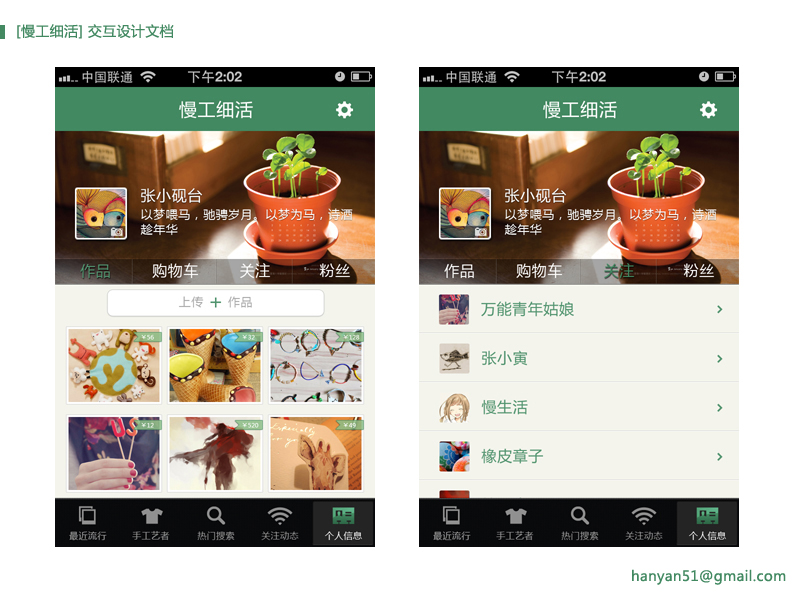 [慢工细活] 交互设计文档
中国联通 下午2:02
慢工细活
张小砚台
以梦喂马，驰骋岁月。以梦为马，诗酒
趁年华
作品 购物车 关注 粉丝
上传 + 作品
¥56 ¥32 ¥128
¥12 ¥520 ¥49
最近流行 手工艺者 热门搜索 关注动态 个人信息
中国联通 下午2:02
慢工细活
张小砚台
以梦喂马，驰骋岁月。以梦为马，诗酒
趁年华
作品 购物车 关注 粉丝
万能青年姑娘
张小寅
慢生活
橡皮章子
最近流行 手工艺者 热门搜索 关注动态 个人信息
hanyan51@gmail.com